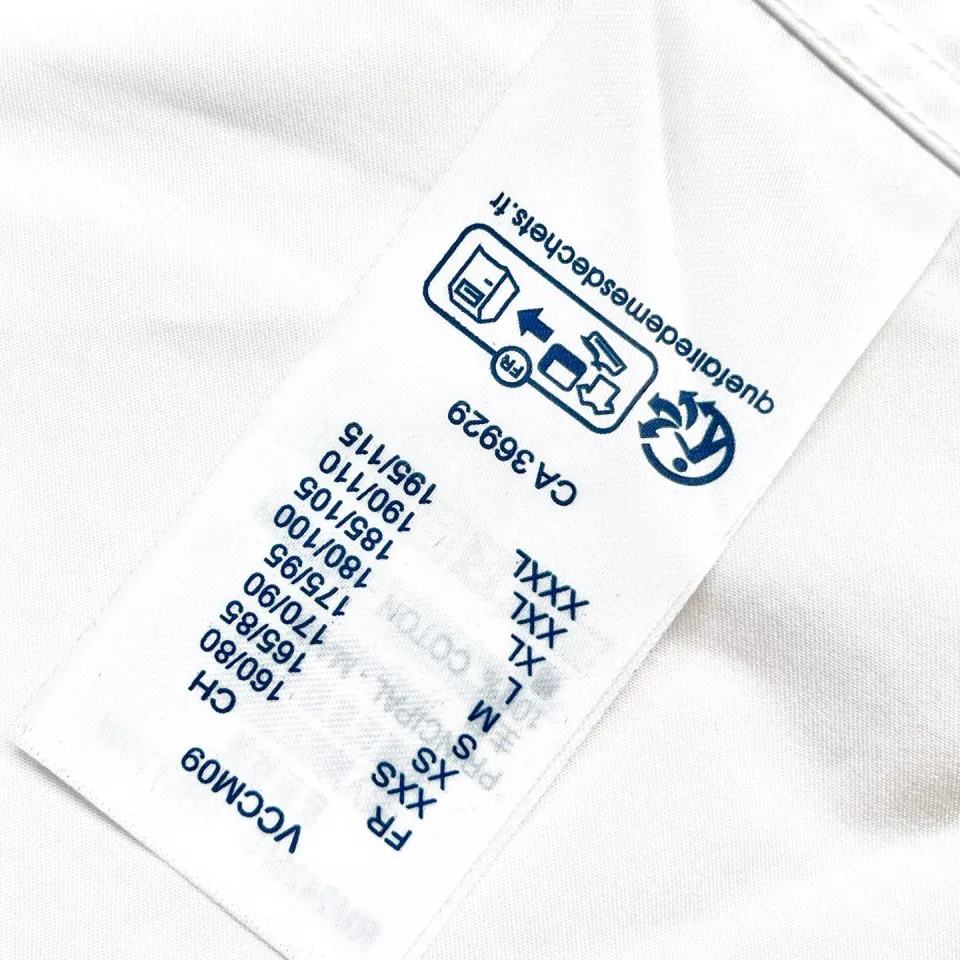 VCCM09
FR CH
XXS 160/80
XS 165/85
S 170/90
M 175/95
L 180/100
XL 185/105
XXL 190/110
XXXL 195/115
CA 36929
FR
quefairedemesdechets.fr